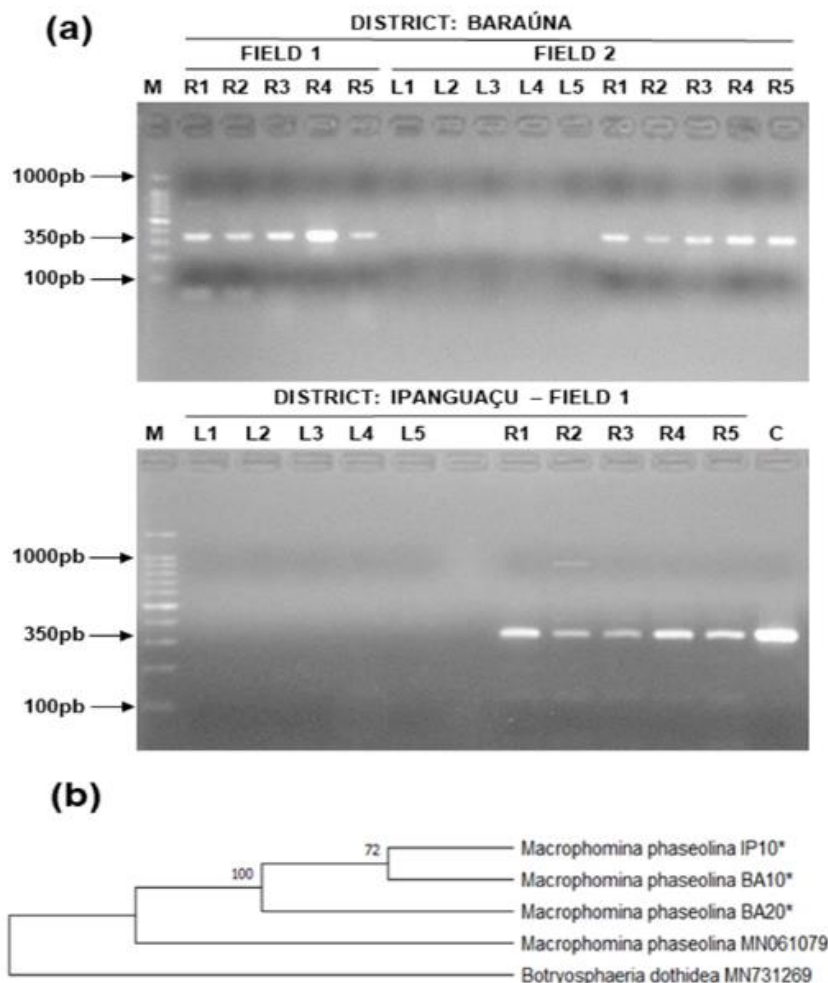 (a)
DISTRICT: BARAÚNA
FIELD 1 FIELD 2
M R1 R2 R3 R4 R5 L1 L2 L3 L4 L5 R1 R2 R3 R4 R5
1000pb
350pb
100pb
DISTRICT: IPANGUAÇU – FIELD 1
M L1 L2 L3 L4 L5 R1 R2 R3 R4 R5 C
1000pb
350pb
100pb
(b)
72 Macrophomina phaseolina IP10*
100 Macrophomina phaseolina BA10*
Macrophomina phaseolina BA20*
Macrophomina phaseolina MN061079
Botryosphaeria dothidea MN731269